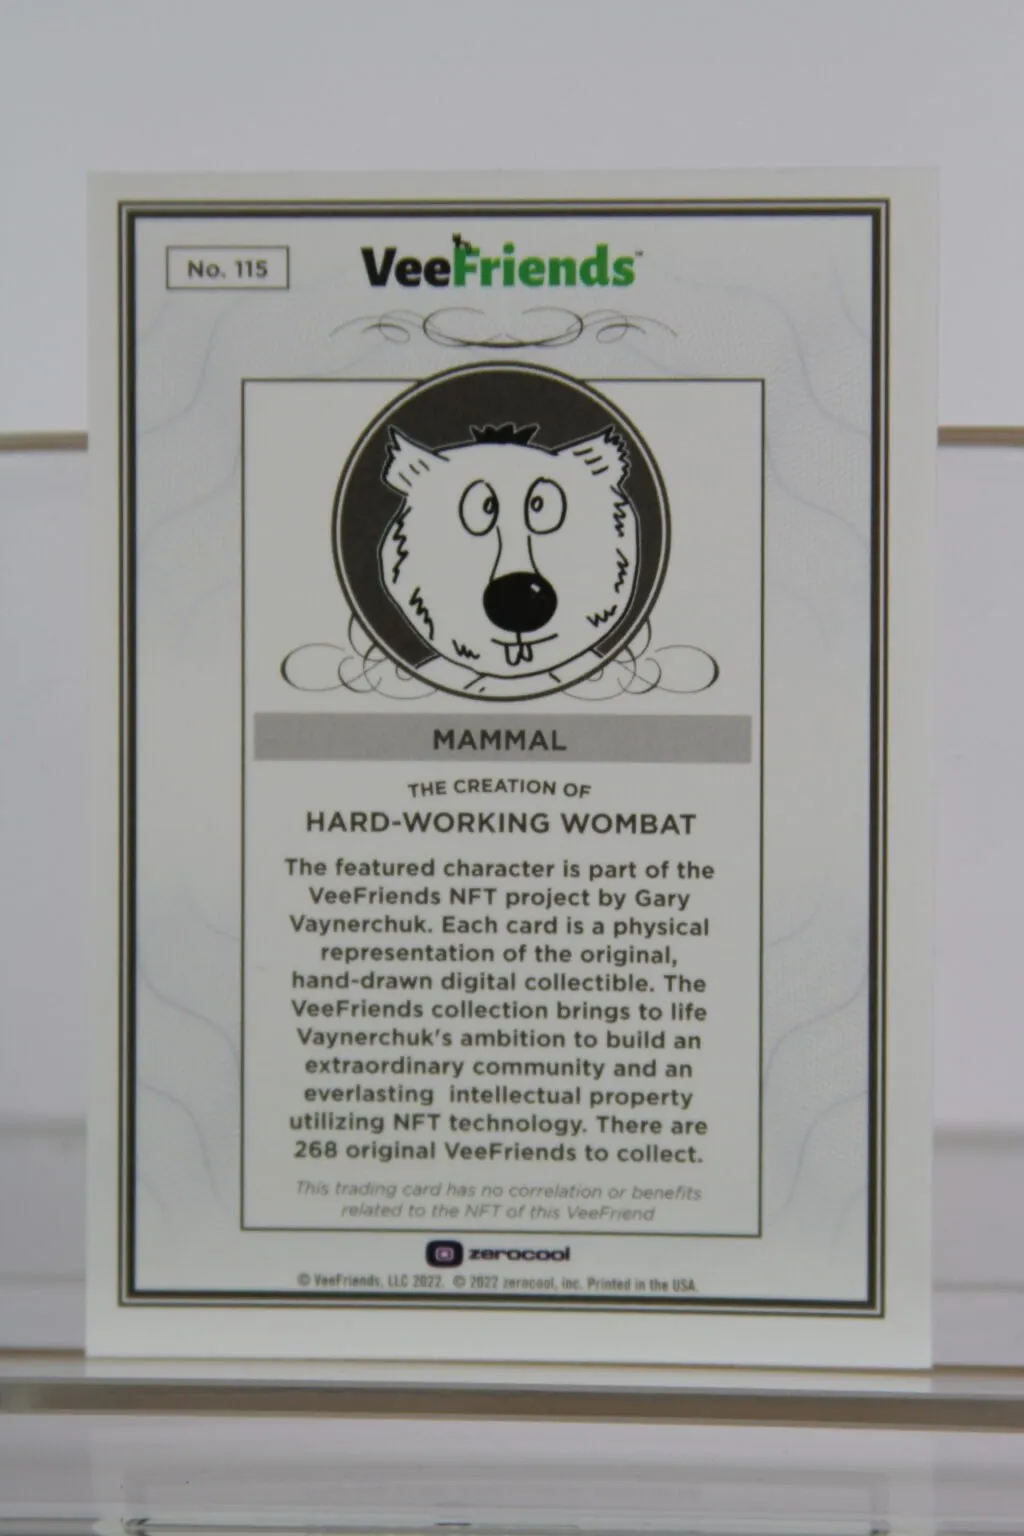 No. 115
VeeFriends™
MAMMAL
THE CREATION OF
HARD-WORKING WOMBAT
The featured character is part of the
VeeFriends NFT project by Gary
Vaynerchuk. Each card is a physical
representation of the original,
hand-drawn digital collectible. The
VeeFriends collection brings to life
Vaynerchuk's ambition to build an
extraordinary community and an
everlasting intellectual property
utilizing NFT technology. There are
268 original VeeFriends to collect.
This trading card has no correlation or benefits
related to the NFT of this VeeFriend
zerocool
© VeeFriends, LLC 2022. © 2022 zerocool, inc. Printed in the USA.